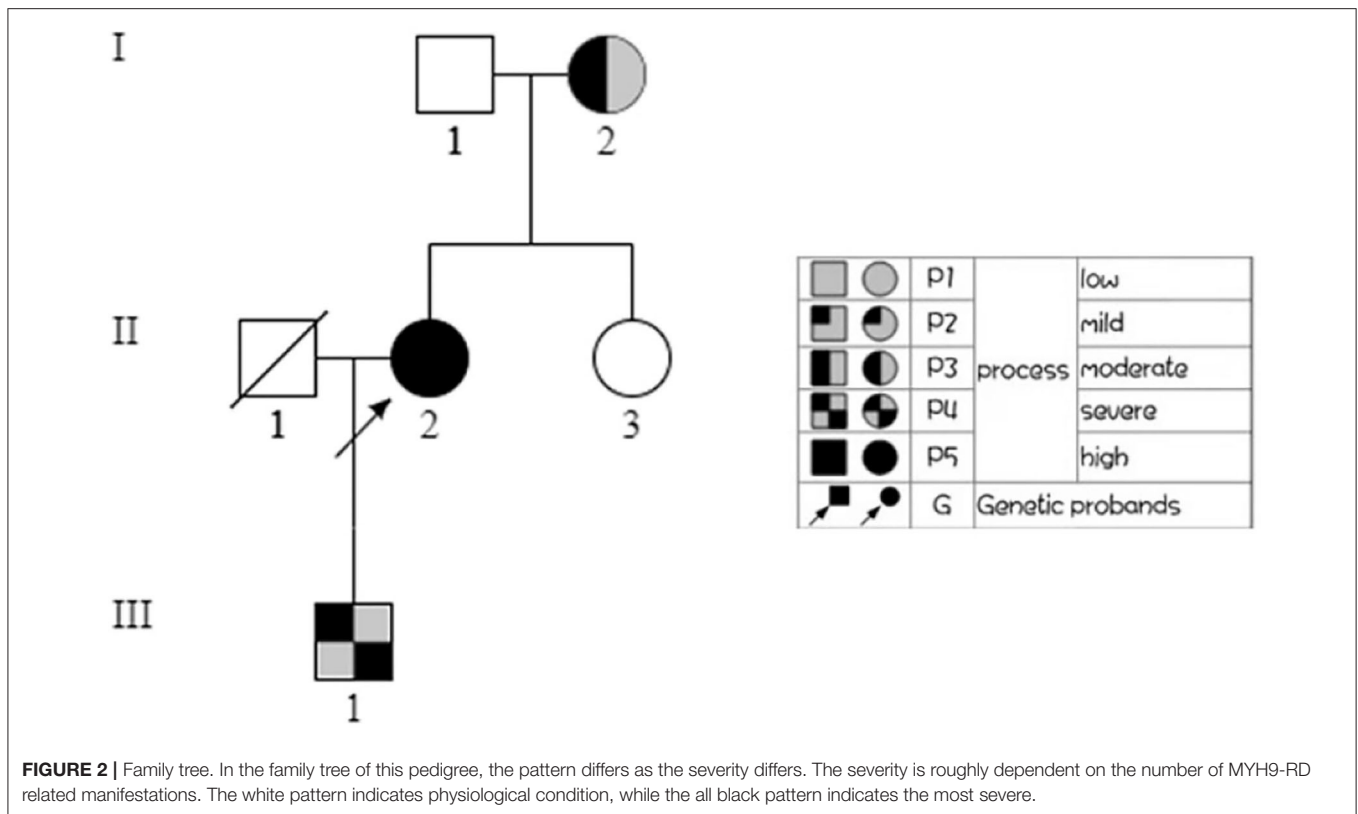 I
1 2
II
1 2 3
III
1
P1 process low
P2 mild
P3 moderate
P4 severe
P5 high
G Genetic probands
FIGURE 2 | Family tree. In the family tree of this pedigree, the pattern differs as the severity differs. The severity is roughly dependent on the number of MYH9-RD
related manifestations. The white pattern indicates physiological condition, while the all black pattern indicates the most severe.